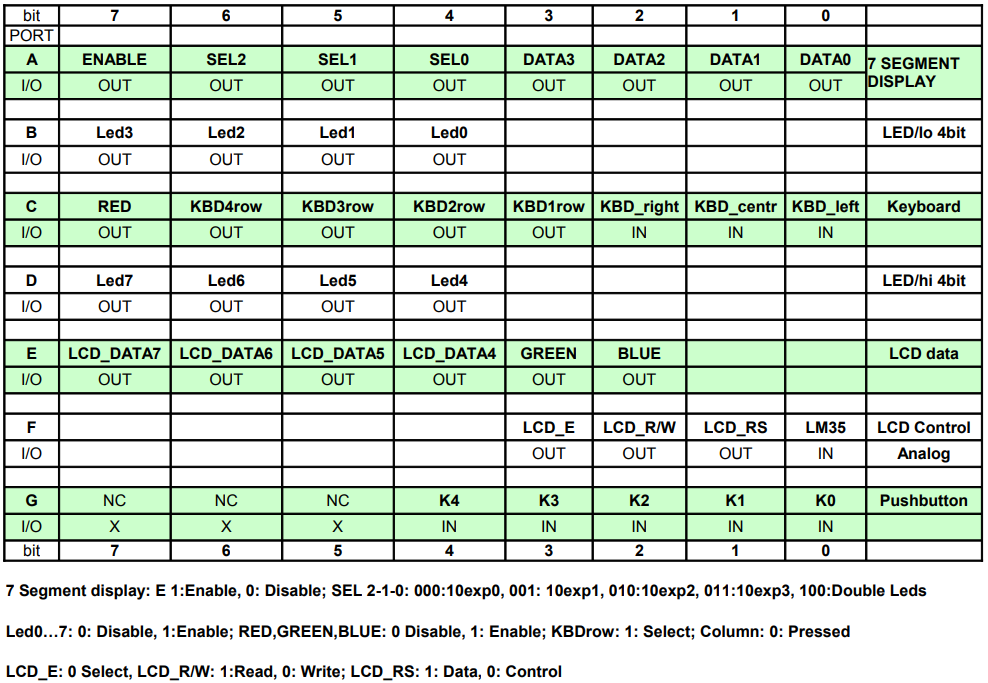 bit 7 6 5 4 3 2 1 0
PORT
A ENABLE SEL2 SEL1 SEL0 DATA3 DATA2 DATA1 DATA0 7 SEGMENT DISPLAY
I/O OUT OUT OUT OUT OUT OUT OUT OUT
B Led3 Led2 Led1 Led0 LED/lo 4bit
I/O OUT OUT OUT OUT
C RED KBD4row KBD3row KBD2row KBD1row KBD_right KBD_centr KBD_left Keyboard
I/O OUT OUT OUT OUT OUT IN IN IN
D Led7 Led6 Led5 Led4 LED/hi 4bit
I/O OUT OUT OUT OUT
E LCD_DATA7 LCD_DATA6 LCD_DATA5 LCD_DATA4 GREEN BLUE LCD data
I/O OUT OUT OUT OUT OUT OUT
F LCD_E LCD_R/W LCD_RS LM35 LCD Control
I/O OUT OUT OUT IN Analog
G NC NC NC K4 K3 K2 K1 K0 Pushbutton
I/O X X X IN IN IN IN IN
bit 7 6 5 4 3 2 1 0
7 Segment display: E 1:Enable, 0: Disable; SEL 2-1-0: 000:10exp0, 001: 10exp1, 010:10exp2, 011:10exp3, 100:Double Leds
Led0…7: 0: Disable, 1:Enable; RED,GREEN,BLUE: 0 Disable, 1: Enable; KBDrow: 1: Select; Column: 0: Pressed
LCD_E: 0 Select, LCD_R/W: 1:Read, 0: Write; LCD_RS: 1: Data, 0: Control